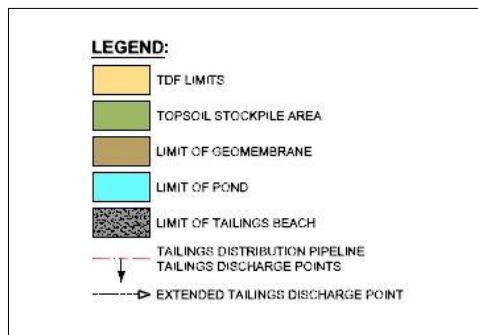 LEGEND:
TDF LIMITS
TOPSOIL STOCKPILE AREA
LIMIT OF GEOMEMBRANE
LIMIT OF POND
LIMIT OF TAILINGS BEACH
TAILINGS DISTRIBUTION PIPELINE
TAILINGS DISCHARGE POINTS
EXTENDED TAILINGS DISCHARGE POINT